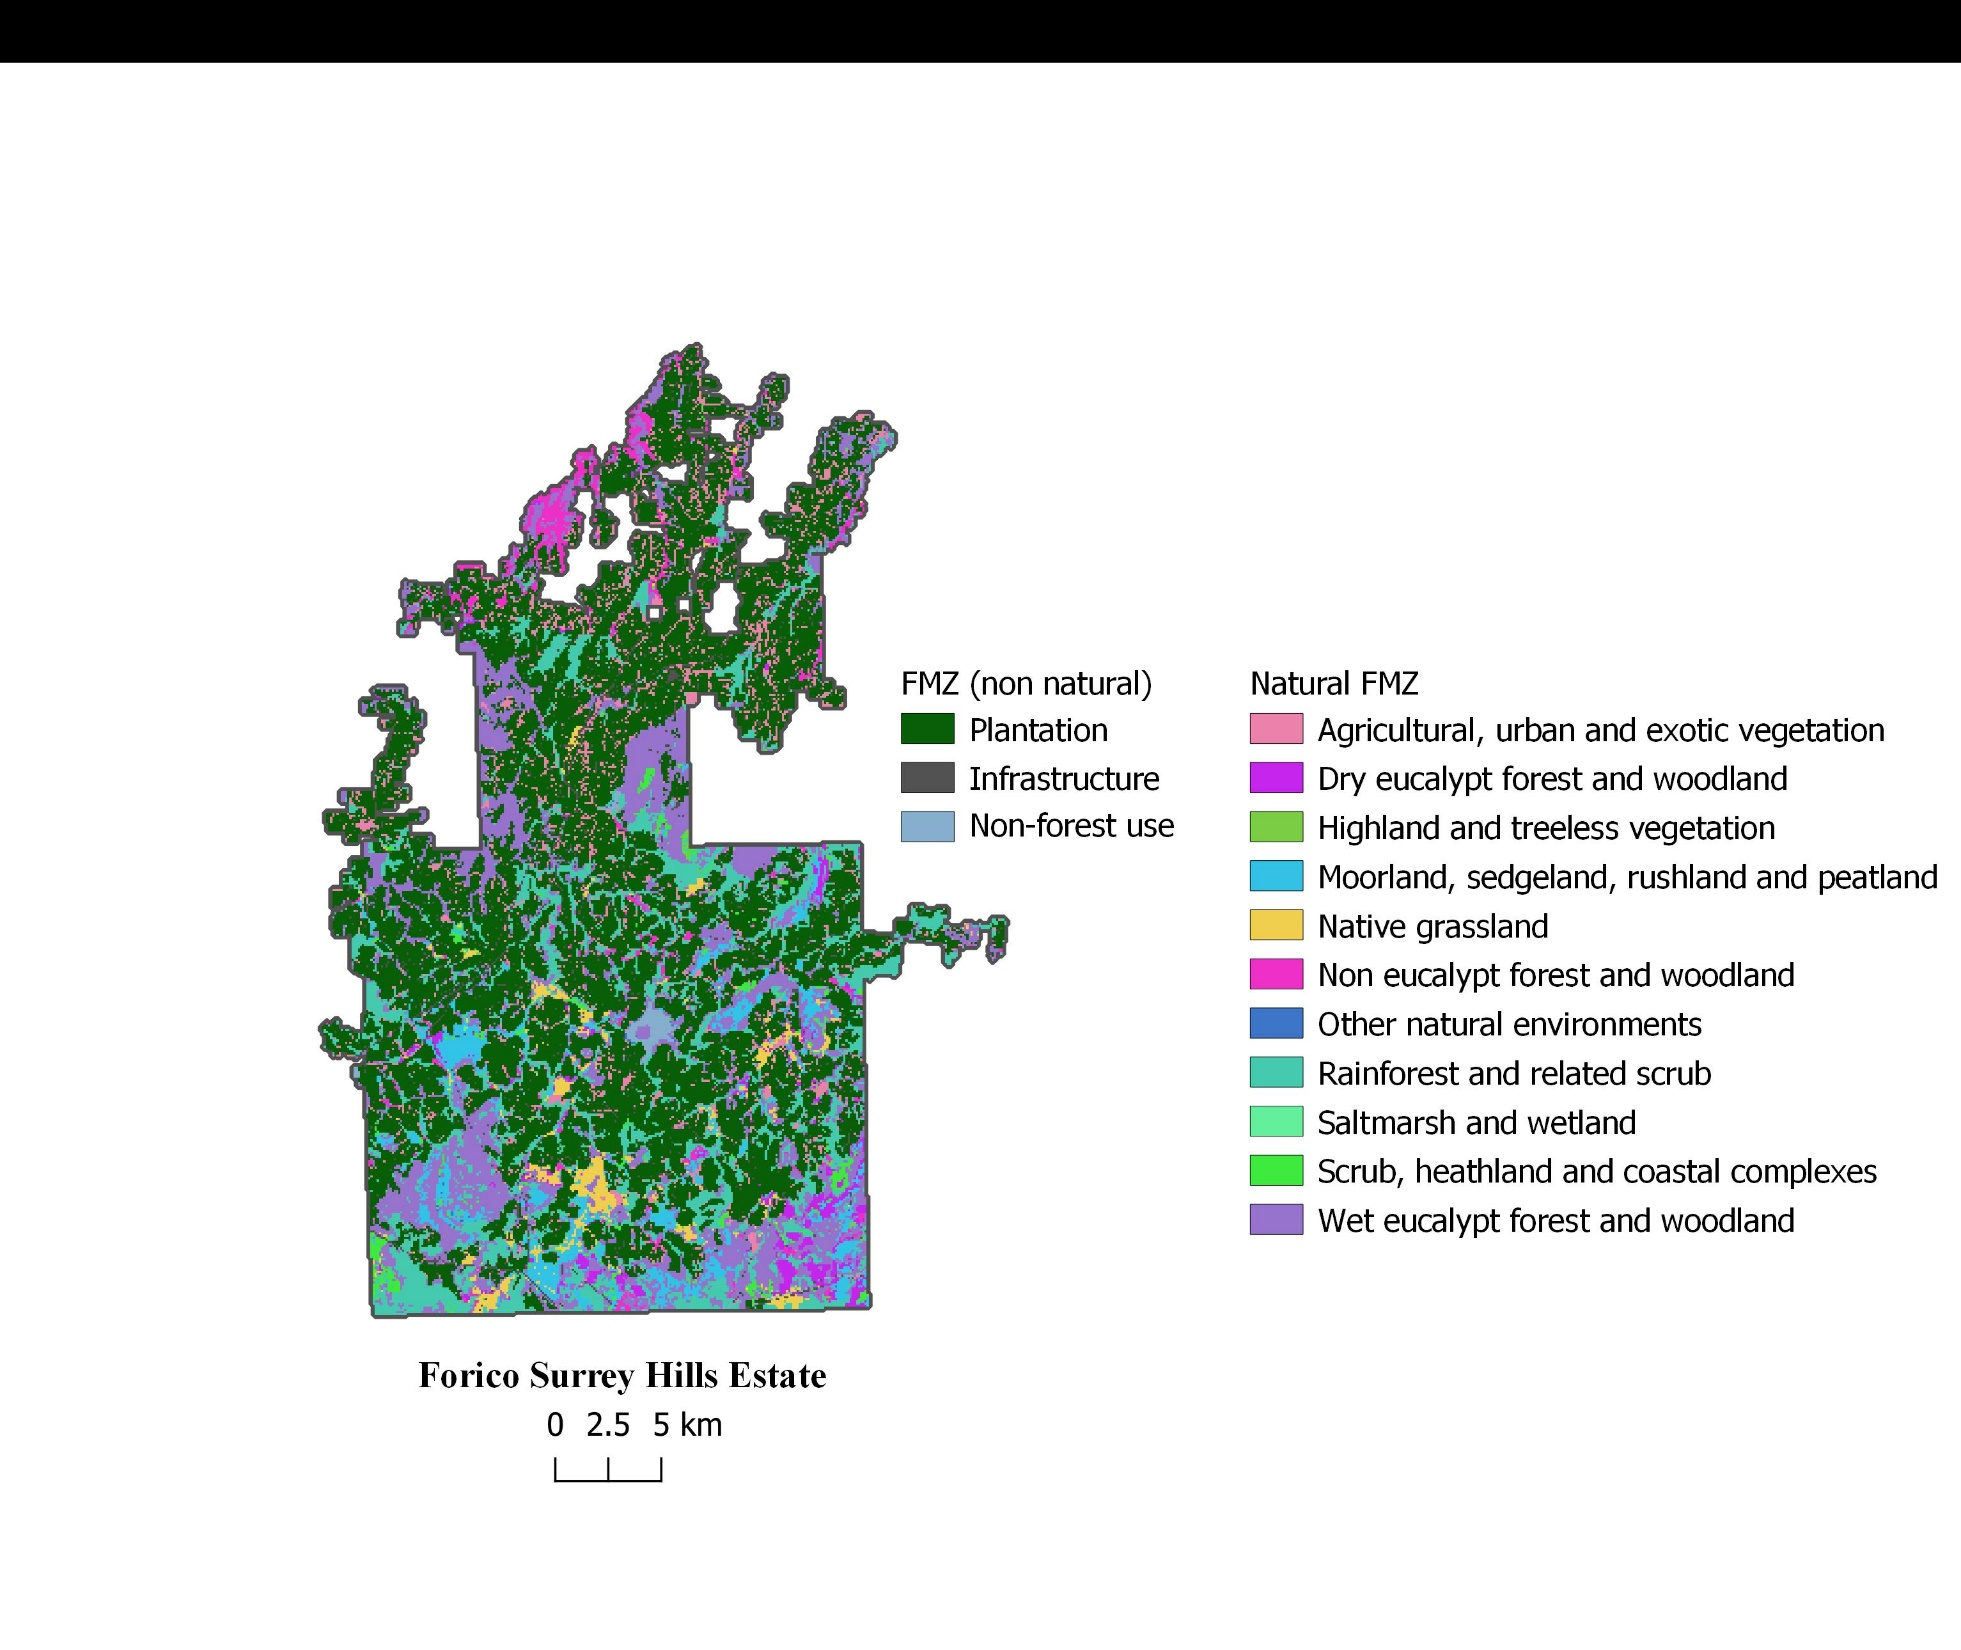 FMZ (non natural)
Plantation
Infrastructure
Non-forest use
Natural FMZ
Agricultural, urban and exotic vegetation
Dry eucalypt forest and woodland
Highland and treeless vegetation
Moorland, sedgeland, rushland and peatland
Native grassland
Non eucalypt forest and woodland
Other natural environments
Rainforest and related scrub
Saltmarsh and wetland
Scrub, heathland and coastal complexes
Wet eucalypt forest and woodland
Forico Surrey Hills Estate
0 2.5 5 km